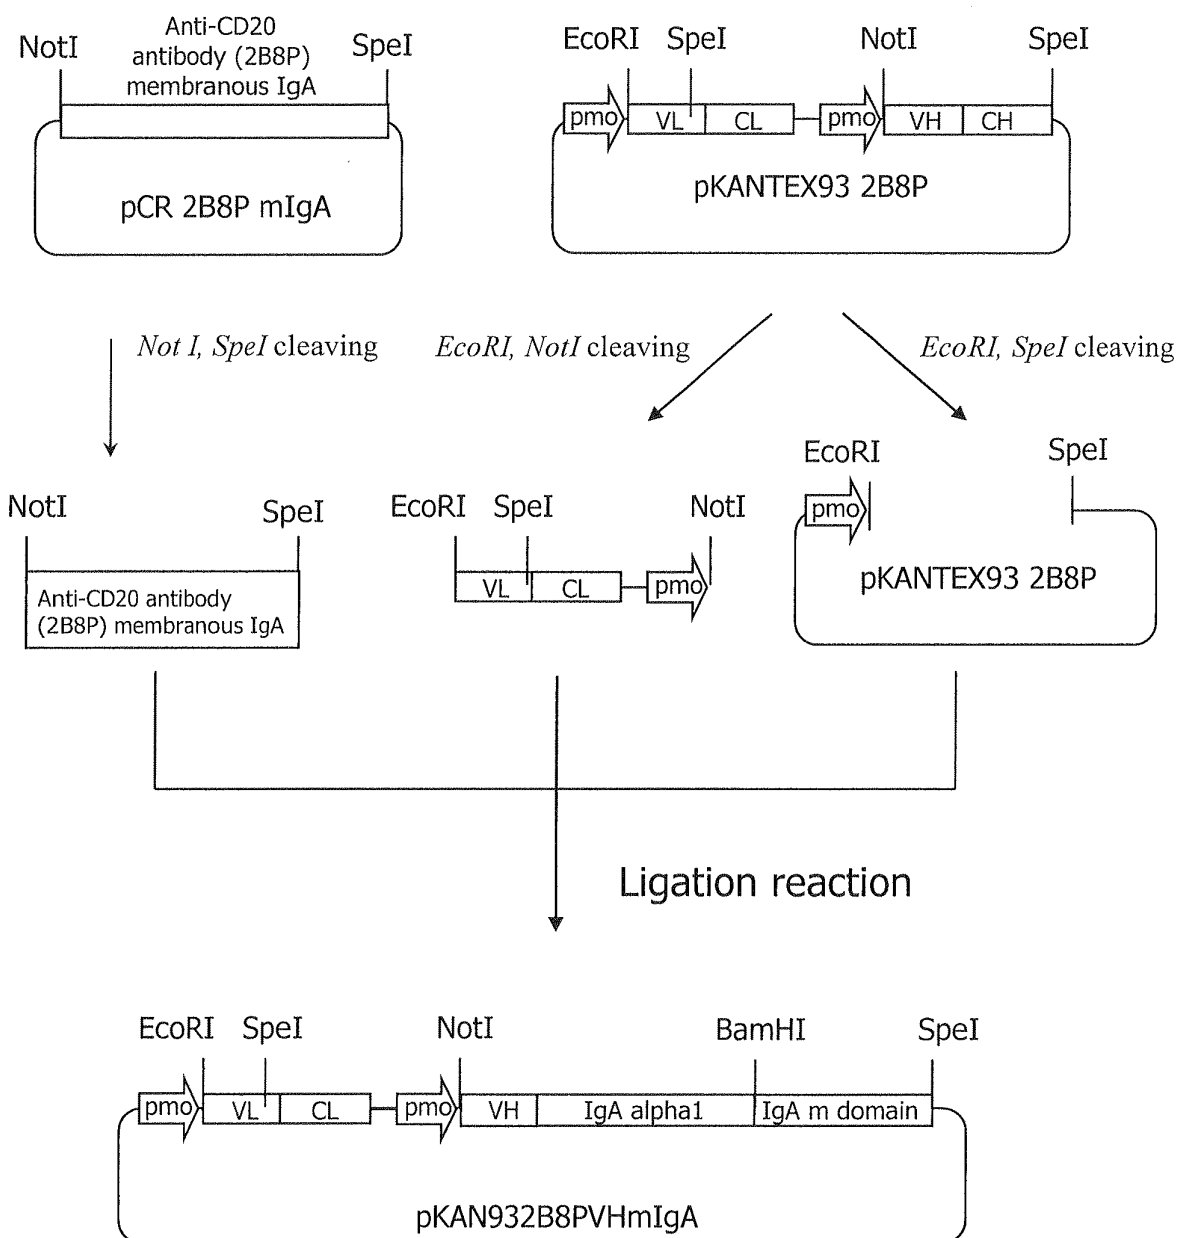 Anti-CD20
antibody (2B8P)
membranous IgA
NotI
SpeI
pCR 2B8P mIgA
EcoRI
SpeI
NotI
SpeI
pmo
VL
CL
pmo
VH
CH
pKANTEX93 2B8P
Not I, SpeI cleaving
EcoRI, NotI cleaving
EcoRI, SpeI cleaving
NotI
SpeI
Anti-CD20 antibody
(2B8P) membranous IgA
EcoRI
SpeI
NotI
VL
CL
pmo
EcoRI
SpeI
pmo
pKANTEX93 2B8P
Ligation reaction
EcoRI
SpeI
NotI
BamHI
SpeI
pmo
VL
CL
pmo
VH
IgA alpha1
IgA m domain
pKAN932B8PVHmIgA